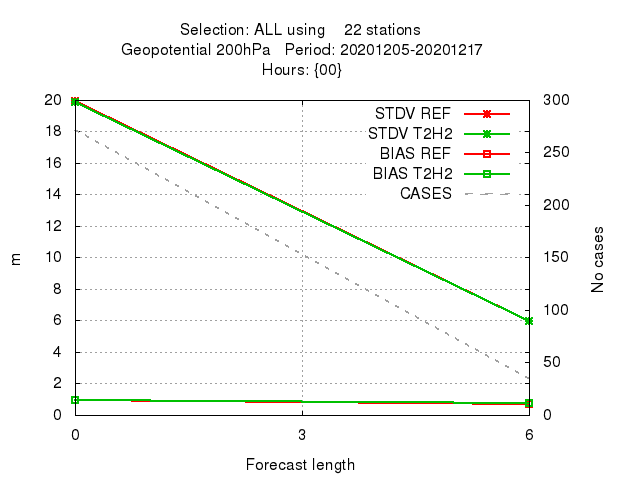 Selection: ALL using 22 stations
Geopotential 200hPa Period: 20201205-20201217
Hours: {00}
STDV REF
STDV T2H2
BIAS REF
BIAS T2H2
CASES
20
18
16
14
12
10
8
6
4
2
0
m
300
250
200
150
100
50
0
No cases
0 3 6
Forecast length